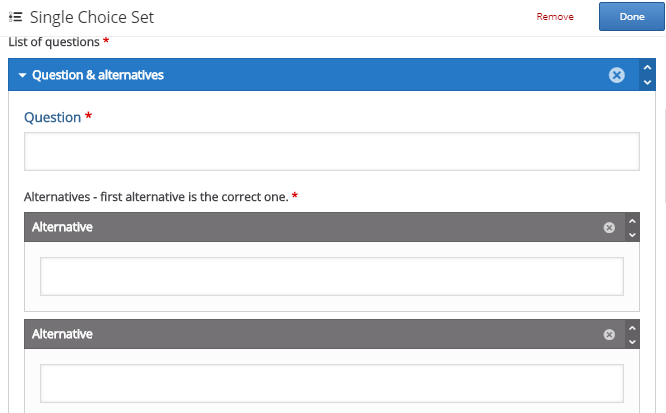 Single Choice Set
Remove
Done
List of questions *
Question & alternatives
Question *
Alternatives - first alternative is the correct one. *
Alternative
Alternative